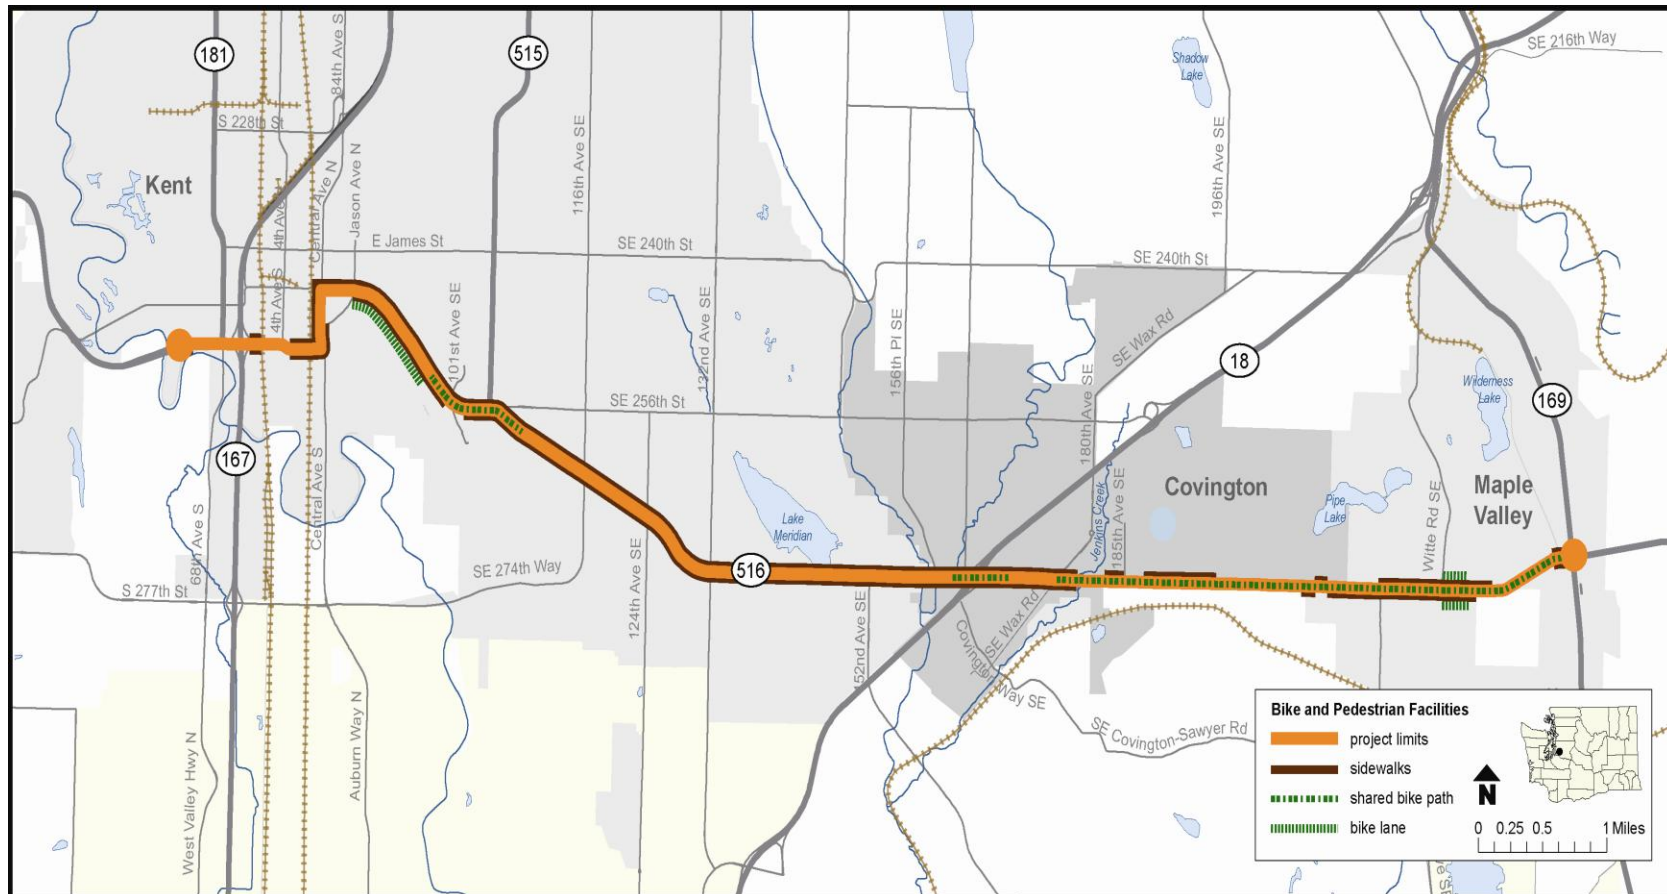 181
515
84th Ave S
SE 216th Way
Shadow
Lake
S 228th St
Kent
4th Ave N
Central Ave N
Jason Ave N
116th Ave SE
196th Ave SE
E James St
SE 240th St
SE 240th St
4th Ave S
101st Ave SE
132nd Ave SE
156th Pl SE
SE Wax Rd
18
Wilderness
Lake
169
SE 256th St
180th Ave SE
167
68th Ave S
Central Ave S
Lake
Meridian
Jenkins Creek
185th Ave SE
Covington
Pipe
Lake
Witte Rd SE
Maple
Valley
516
S 277th St
SE 274th Way
124th Ave SE
152nd Ave SE
Covington Way SE
SE Wax Rd
SE Covington-Sawyer Rd
West Valley Hwy N
Auburn Way N
Bike and Pedestrian Facilities
project limits
sidewalks
shared bike path
bike lane
N
0 0.25 0.5 1 Miles